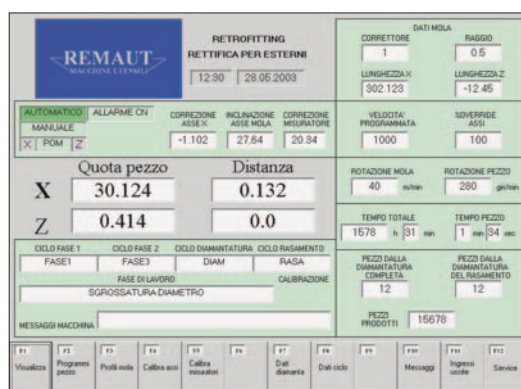 REMAUT
MACCHINE UTENSILI
RETROFITTING
RETTIFICA PER ESTERNI
12:30 28.05.2003
DATI MOLA
CORRETTORE RAGGIO
1 0.5
LUNGHEZZA X LUNGHEZZA Z
302.123 -12.45
AUTOMATICO ALLARME CN
MANUALE
X POM Z
CORREZIONE ASSE X INCLINAZIONE ASSE MOLA CORREZIONE MISURATORE
-1.102 27,64 20.34
VELOCITA' PROGRAMMATA %OVERRIDE ASSI
1000 100
Quota pezzo Distanza
X 30.124 0.132
Z 0.414 0.0
ROTAZIONE MOLA ROTAZIONE PEZZO
40 m/min 280 giri/min
TEMPO TOTALE TEMPO PEZZO
1578 h 31 min 1 min 34 sec
CICLO FASE 1 CICLO FASE 2 CICLO DIAMANTATURA CICLO RASAMENTO
FASE1 FASE3 DIAM RASA
FASE DI LAVORO CALIBRAZIONE
SGROSSATURA DIAMETRO
MESSAGGI MACCHINA
PEZZI DALLA DIAMANTATURA COMPLETA PEZZI DALLA DIAMANTATURA DEL RASAMENTO
12 12
PEZZI PRODOTTI 15678
F1 F2 F3 F4 F5 F6 F7 F8 F9 F10 F11 F12
Visualizza Programmi pezzo Profili mola Calibra assi Calibra misuratori Dati diamanta Dati ciclo Messaggi Ingressi uscite Service